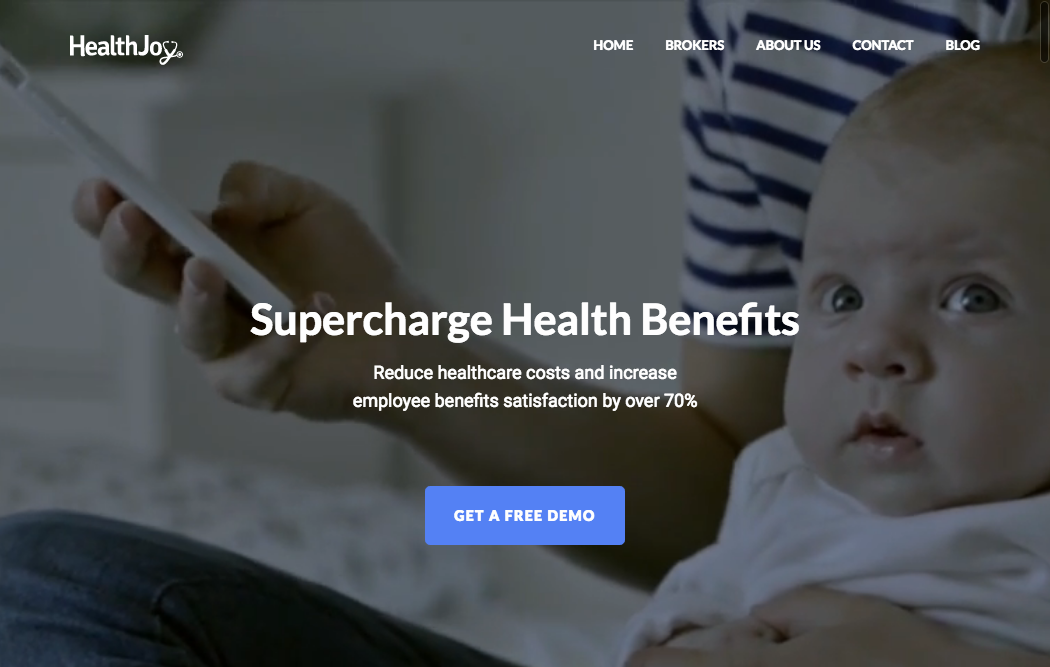 HealthJoy
HOME BROKERS ABOUT US CONTACT BLOG
Supercharge Health Benefits
Reduce healthcare costs and increase
employee benefits satisfaction by over 70%
GET A FREE DEMO